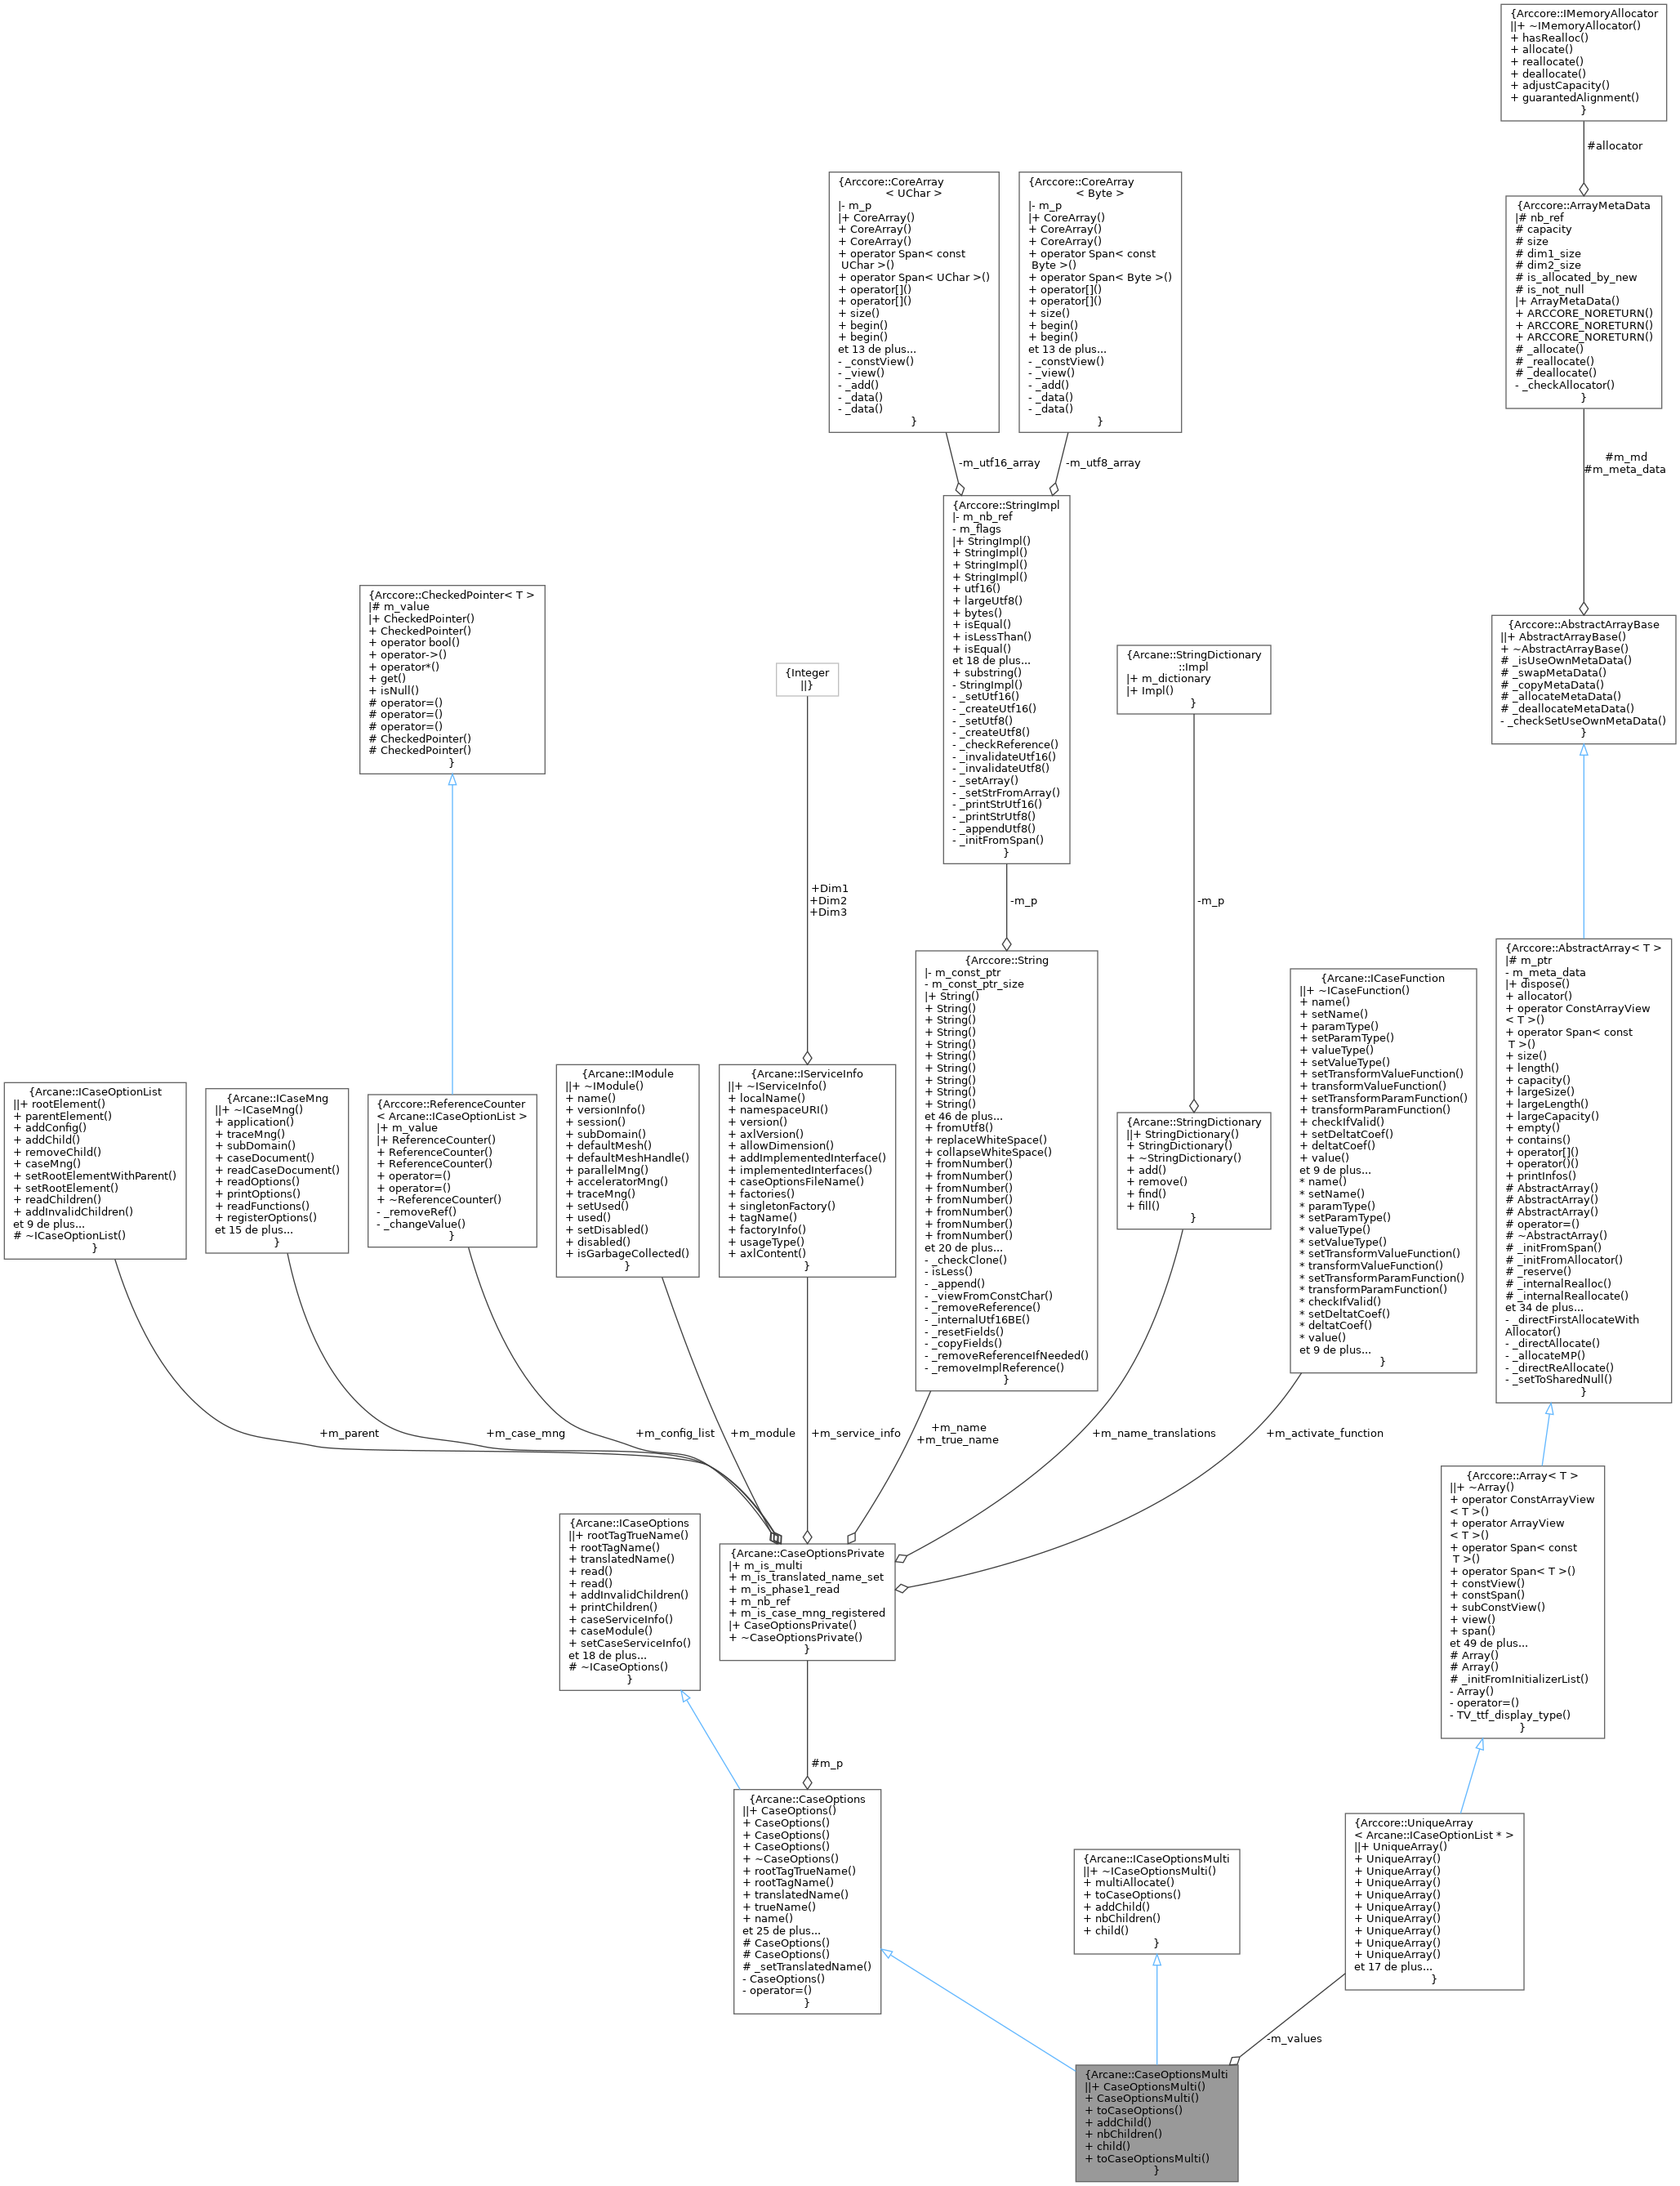 {Arccore::IMemoryAllocator
||+ ~IMemoryAllocator()
+ hasRealloc()
+ allocate()
+ reallocate()
+ deallocate()
+ adjustCapacity()
+ guarantedAlignment()
}
#allocator
{Arccore::CoreArray
< UChar >
|- m_p
|+ CoreArray()
+ CoreArray()
+ CoreArray()
+ operator Span< const
UChar >()
+ operator Span< UChar >()
+ operator[]()
+ operator[]()
+ size()
+ begin()
+ begin()
et 13 de plus...
- _constView()
- _view()
- _add()
- _data()
- _data()
}
{Arccore::CoreArray
< Byte >
|- m_p
|+ CoreArray()
+ CoreArray()
+ CoreArray()
+ operator Span< const
Byte >()
+ operator Span< Byte >()
+ operator[]()
+ operator[]()
+ size()
+ begin()
+ begin()
et 13 de plus...
- _constView()
- _view()
- _add()
- _data()
- _data()
}
{Arccore::ArrayMetaData
|# nb_ref
# capacity
# size
# dim1_size
# dim2_size
# is_allocated_by_new
# is_not_null
|+ ArrayMetaData()
+ ARCCORE_NORETURN()
+ ARCCORE_NORETURN()
+ ARCCORE_NORETURN()
# _allocate()
# _reallocate()
# _deallocate()
- _checkAllocator()
}
-m_utf16_array
-m_utf8_array
#m_md
#m_meta_data
{Arccore::StringImpl
|- m_nb_ref
- m_flags
|+ StringImpl()
+ StringImpl()
+ StringImpl()
+ StringImpl()
+ utf16()
+ largeUtf8()
+ bytes()
+ isEqual()
+ isLessThan()
+ isEqual()
et 18 de plus...
+ substring()
- StringImpl()
- _setUtf16()
- _createUtf16()
- _setUtf8()
- _createUtf8()
- _checkReference()
- _invalidateUtf16()
- _invalidateUtf8()
- _setArray()
- _setStrFromArray()
- _printStrUtf16()
- _printStrUtf8()
- _appendUtf8()
- _initFromSpan()
}
{Arccore::CheckedPointer< T >
|# m_value
|+ CheckedPointer()
+ CheckedPointer()
+ operator bool()
+ operator->()
+ operator*()
+ get()
+ isNull()
# operator=()
# operator=()
# operator=()
# CheckedPointer()
# CheckedPointer()
}
{Integer
||}
{Arcane::StringDictionary
::Impl
|+ m_dictionary
|+ Impl()
}
{Arccore::AbstractArrayBase
||+ AbstractArrayBase()
+ ~AbstractArrayBase()
# _isUseOwnMetaData()
# _swapMetaData()
# _copyMetaData()
# _allocateMetaData()
# _deallocateMetaData()
- _checkSetUseOwnMetaData()
}
+Dim1
+Dim2
+Dim3
-m_p
-m_p
{Arcane::ICaseOptionList
||+ rootElement()
+ parentElement()
+ addConfig()
+ addChild()
+ removeChild()
+ caseMng()
+ setRootElementWithParent()
+ setRootElement()
+ readChildren()
+ addInvalidChildren()
et 9 de plus...
# ~ICaseOptionList()
}
{Arcane::ICaseMng
||+ ~ICaseMng()
+ application()
+ traceMng()
+ subDomain()
+ caseDocument()
+ readCaseDocument()
+ readOptions()
+ printOptions()
+ readFunctions()
+ registerOptions()
et 15 de plus...
}
{Arccore::ReferenceCounter
< Arcane::ICaseOptionList >
|+ m_value
|+ ReferenceCounter()
+ ReferenceCounter()
+ ReferenceCounter()
+ operator=()
+ operator=()
+ ~ReferenceCounter()
- _removeRef()
- _changeValue()
}
{Arcane::IModule
||+ ~IModule()
+ name()
+ versionInfo()
+ session()
+ subDomain()
+ defaultMesh()
+ defaultMeshHandle()
+ parallelMng()
+ acceleratorMng()
+ traceMng()
+ setUsed()
+ used()
+ setDisabled()
+ disabled()
+ isGarbageCollected()
}
{Arcane::IServiceInfo
||+ ~IServiceInfo()
+ localName()
+ namespaceURI()
+ version()
+ axlVersion()
+ allowDimension()
+ addImplementedInterface()
+ implementedInterfaces()
+ caseOptionsFileName()
+ factories()
+ singletonFactory()
+ tagName()
+ factoryInfo()
+ usageType()
+ axlContent()
}
{Arccore::String
|- m_const_ptr
- m_const_ptr_size
|+ String()
+ String()
+ String()
+ String()
+ String()
+ String()
+ String()
+ String()
+ String()
+ String()
et 46 de plus...
+ fromUtf8()
+ replaceWhiteSpace()
+ collapseWhiteSpace()
+ fromNumber()
+ fromNumber()
+ fromNumber()
+ fromNumber()
+ fromNumber()
+ fromNumber()
+ fromNumber()
et 20 de plus...
- _checkClone()
- isLess()
- _append()
- _viewFromConstChar()
- _removeReference()
- _internalUtf16BE()
- _resetFields()
- _copyFields()
- _removeReferenceIfNeeded()
- _removeImplReference()
}
{Arcane::StringDictionary
||+ StringDictionary()
+ StringDictionary()
+ ~StringDictionary()
+ add()
+ remove()
+ find()
+ fill()
}
{Arcane::ICaseFunction
||+ ~ICaseFunction()
+ name()
+ setName()
+ paramType()
+ setParamType()
+ valueType()
+ setValueType()
+ setTransformValueFunction()
+ transformValueFunction()
+ setTransformParamFunction()
+ transformParamFunction()
+ checkIfValid()
+ setDeltatCoef()
+ deltatCoef()
+ value()
et 9 de plus...
* name()
* setName()
* paramType()
* setParamType()
* valueType()
* setValueType()
* setTransformValueFunction()
* transformValueFunction()
* setTransformParamFunction()
* transformParamFunction()
* checkIfValid()
* setDeltatCoef()
* deltatCoef()
* value()
et 9 de plus...
}
{Arccore::AbstractArray< T >
|# m_ptr
- m_meta_data
|+ dispose()
+ allocator()
+ operator ConstArrayView
< T >()
+ operator Span< const
T >()
+ size()
+ length()
+ capacity()
+ largeSize()
+ largeLength()
+ largeCapacity()
+ empty()
+ contains()
+ operator[]()
+ operator()()
+ printInfos()
# AbstractArray()
# AbstractArray()
# AbstractArray()
# operator=()
# ~AbstractArray()
# _initFromSpan()
# _initFromAllocator()
# _reserve()
# _internalRealloc()
# _internalReallocate()
et 34 de plus...
- _directFirstAllocateWith
Allocator()
- _directAllocate()
- _allocateMP()
- _directReAllocate()
- _setToSharedNull()
}
+m_parent
+m_case_mng
+m_config_list
+m_module
+m_service_info
+m_name
+m_true_name
+m_name_translations
+m_activate_function
{Arcane::ICaseOptions
||+ rootTagTrueName()
+ rootTagName()
+ translatedName()
+ read()
+ read()
+ addInvalidChildren()
+ printChildren()
+ caseServiceInfo()
+ caseModule()
+ setCaseServiceInfo()
et 18 de plus...
# ~ICaseOptions()
}
{Arcane::CaseOptionsPrivate
|+ m_is_multi
+ m_is_translated_name_set
+ m_is_phase1_read
+ m_nb_ref
+ m_is_case_mng_registered
|+ CaseOptionsPrivate()
+ ~CaseOptionsPrivate()
}
{Arccore::Array< T >
||+ ~Array()
+ operator ConstArrayView
< T >()
+ operator ArrayView
< T >()
+ operator Span< const
T >()
+ operator Span< T >()
+ constView()
+ constSpan()
+ subConstView()
+ view()
+ span()
et 49 de plus...
# Array()
# Array()
# _initFromInitializerList()
- Array()
- operator=()
- TV_ttf_display_type()
}
#m_p
{Arcane::CaseOptions
||+ CaseOptions()
+ CaseOptions()
+ CaseOptions()
+ CaseOptions()
+ ~CaseOptions()
+ rootTagTrueName()
+ rootTagName()
+ translatedName()
+ trueName()
+ name()
et 25 de plus...
# CaseOptions()
# CaseOptions()
# _setTranslatedName()
- CaseOptions()
- operator=()
}
{Arcane::ICaseOptionsMulti
||+ ~ICaseOptionsMulti()
+ multiAllocate()
+ toCaseOptions()
+ addChild()
+ nbChildren()
+ child()
}
{Arccore::UniqueArray
< Arcane::ICaseOptionList * >
||+ UniqueArray()
+ UniqueArray()
+ UniqueArray()
+ UniqueArray()
+ UniqueArray()
+ UniqueArray()
+ UniqueArray()
+ UniqueArray()
+ UniqueArray()
+ UniqueArray()
et 17 de plus...
}
-m_values
{Arcane::CaseOptionsMulti
||+ CaseOptionsMulti()
+ CaseOptionsMulti()
+ toCaseOptions()
+ addChild()
+ nbChildren()
+ child()
+ toCaseOptionsMulti()
}